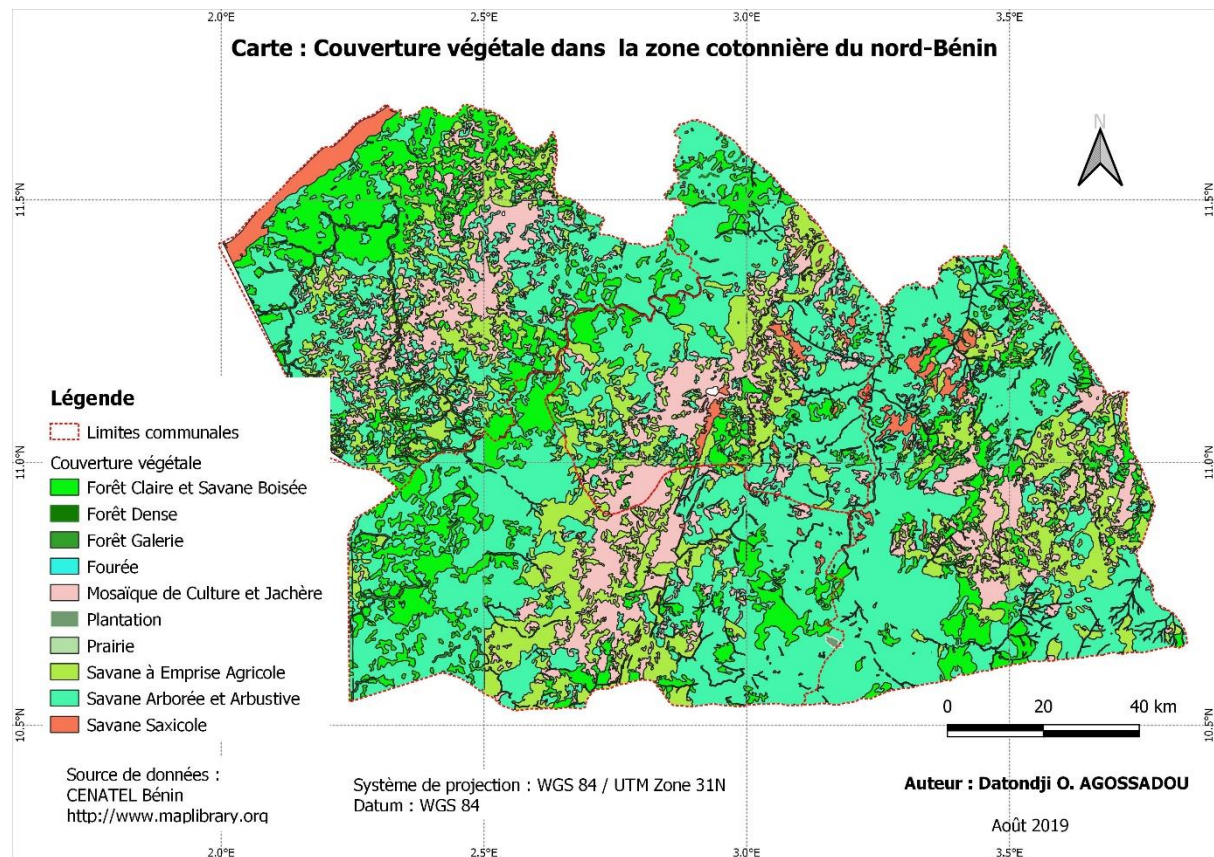 2.0°E 2.5°E 3.0°E 3.5°E
Carte : Couverture végétale dans la zone cotonnière du nord-Bénin
N
11.5°N 11.5°N
Légende
Limites communales
Couverture végétale
Forêt Claire et Savane Boisée
Forêt Dense
Forêt Galerie
Fourée
Mosaïque de Culture et Jachère
Plantation
Prairie
Savane à Emprise Agricole
Savane Arborée et Arbustive
Savane Saxicole
11.0°N 11.0°N
0 20 40 km
10.5°N 10.5°N
Source de données :
CENATEL Bénin
http://www.maplibrary.org
Système de projection : WGS 84 / UTM Zone 31N
Datum : WGS 84
Auteur : Datondji O. AGOSSADOU
Août 2019
2.0°E 2.5°E 3.0°E 3.5°E